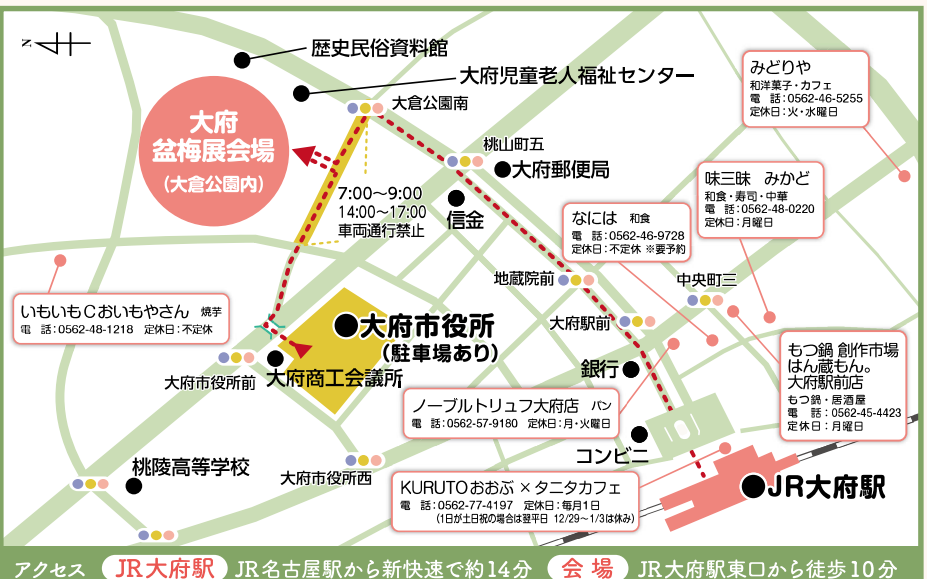 N
歴史民俗資料館
大府児童老人福祉センター
大倉公園南
大府
盆梅展会場
(大倉公園内)
みどりや
和洋菓子・カフェ
電 話:0562-46-5255
定休日:火・水曜日
桃山町五
大府郵便局
7:00〜9:00
14:00〜17:00
車両通行禁止
信金
味三昧 みかど
和食・寿司・中華
電 話:0562-48-0220
定休日:月曜日
なには 和食
電 話:0562-46-9728
定休日:不定休 ※要予約
地蔵院前
中央町三
いもいもCおいもやさん 焼芋
電 話:0562-48-1218 定休日:不定休
大府市役所
(駐車場あり)
大府駅前
大府市役所前
大府商工会議所
銀行
もつ鍋 創作市場
はん蔵もん。
大府駅前店
もつ鍋・居酒屋
電 話:0562-45-4423
定休日:月曜日
ノーブルトリュフ大府店 パン
電 話:0562-57-9180 定休日:月・火曜日
コンビニ
桃陵高等学校
大府市役所西
KURUTOおおぶ×タニタカフェ
電 話:0562-77-4197 定休日:毎月1日
(1日が土日祝の場合は翌平日 12/29〜1/3は休み)
JR大府駅
アクセス JR大府駅 JR名古屋駅から新快速で約14分 会場 JR大府駅東口から徒歩10分